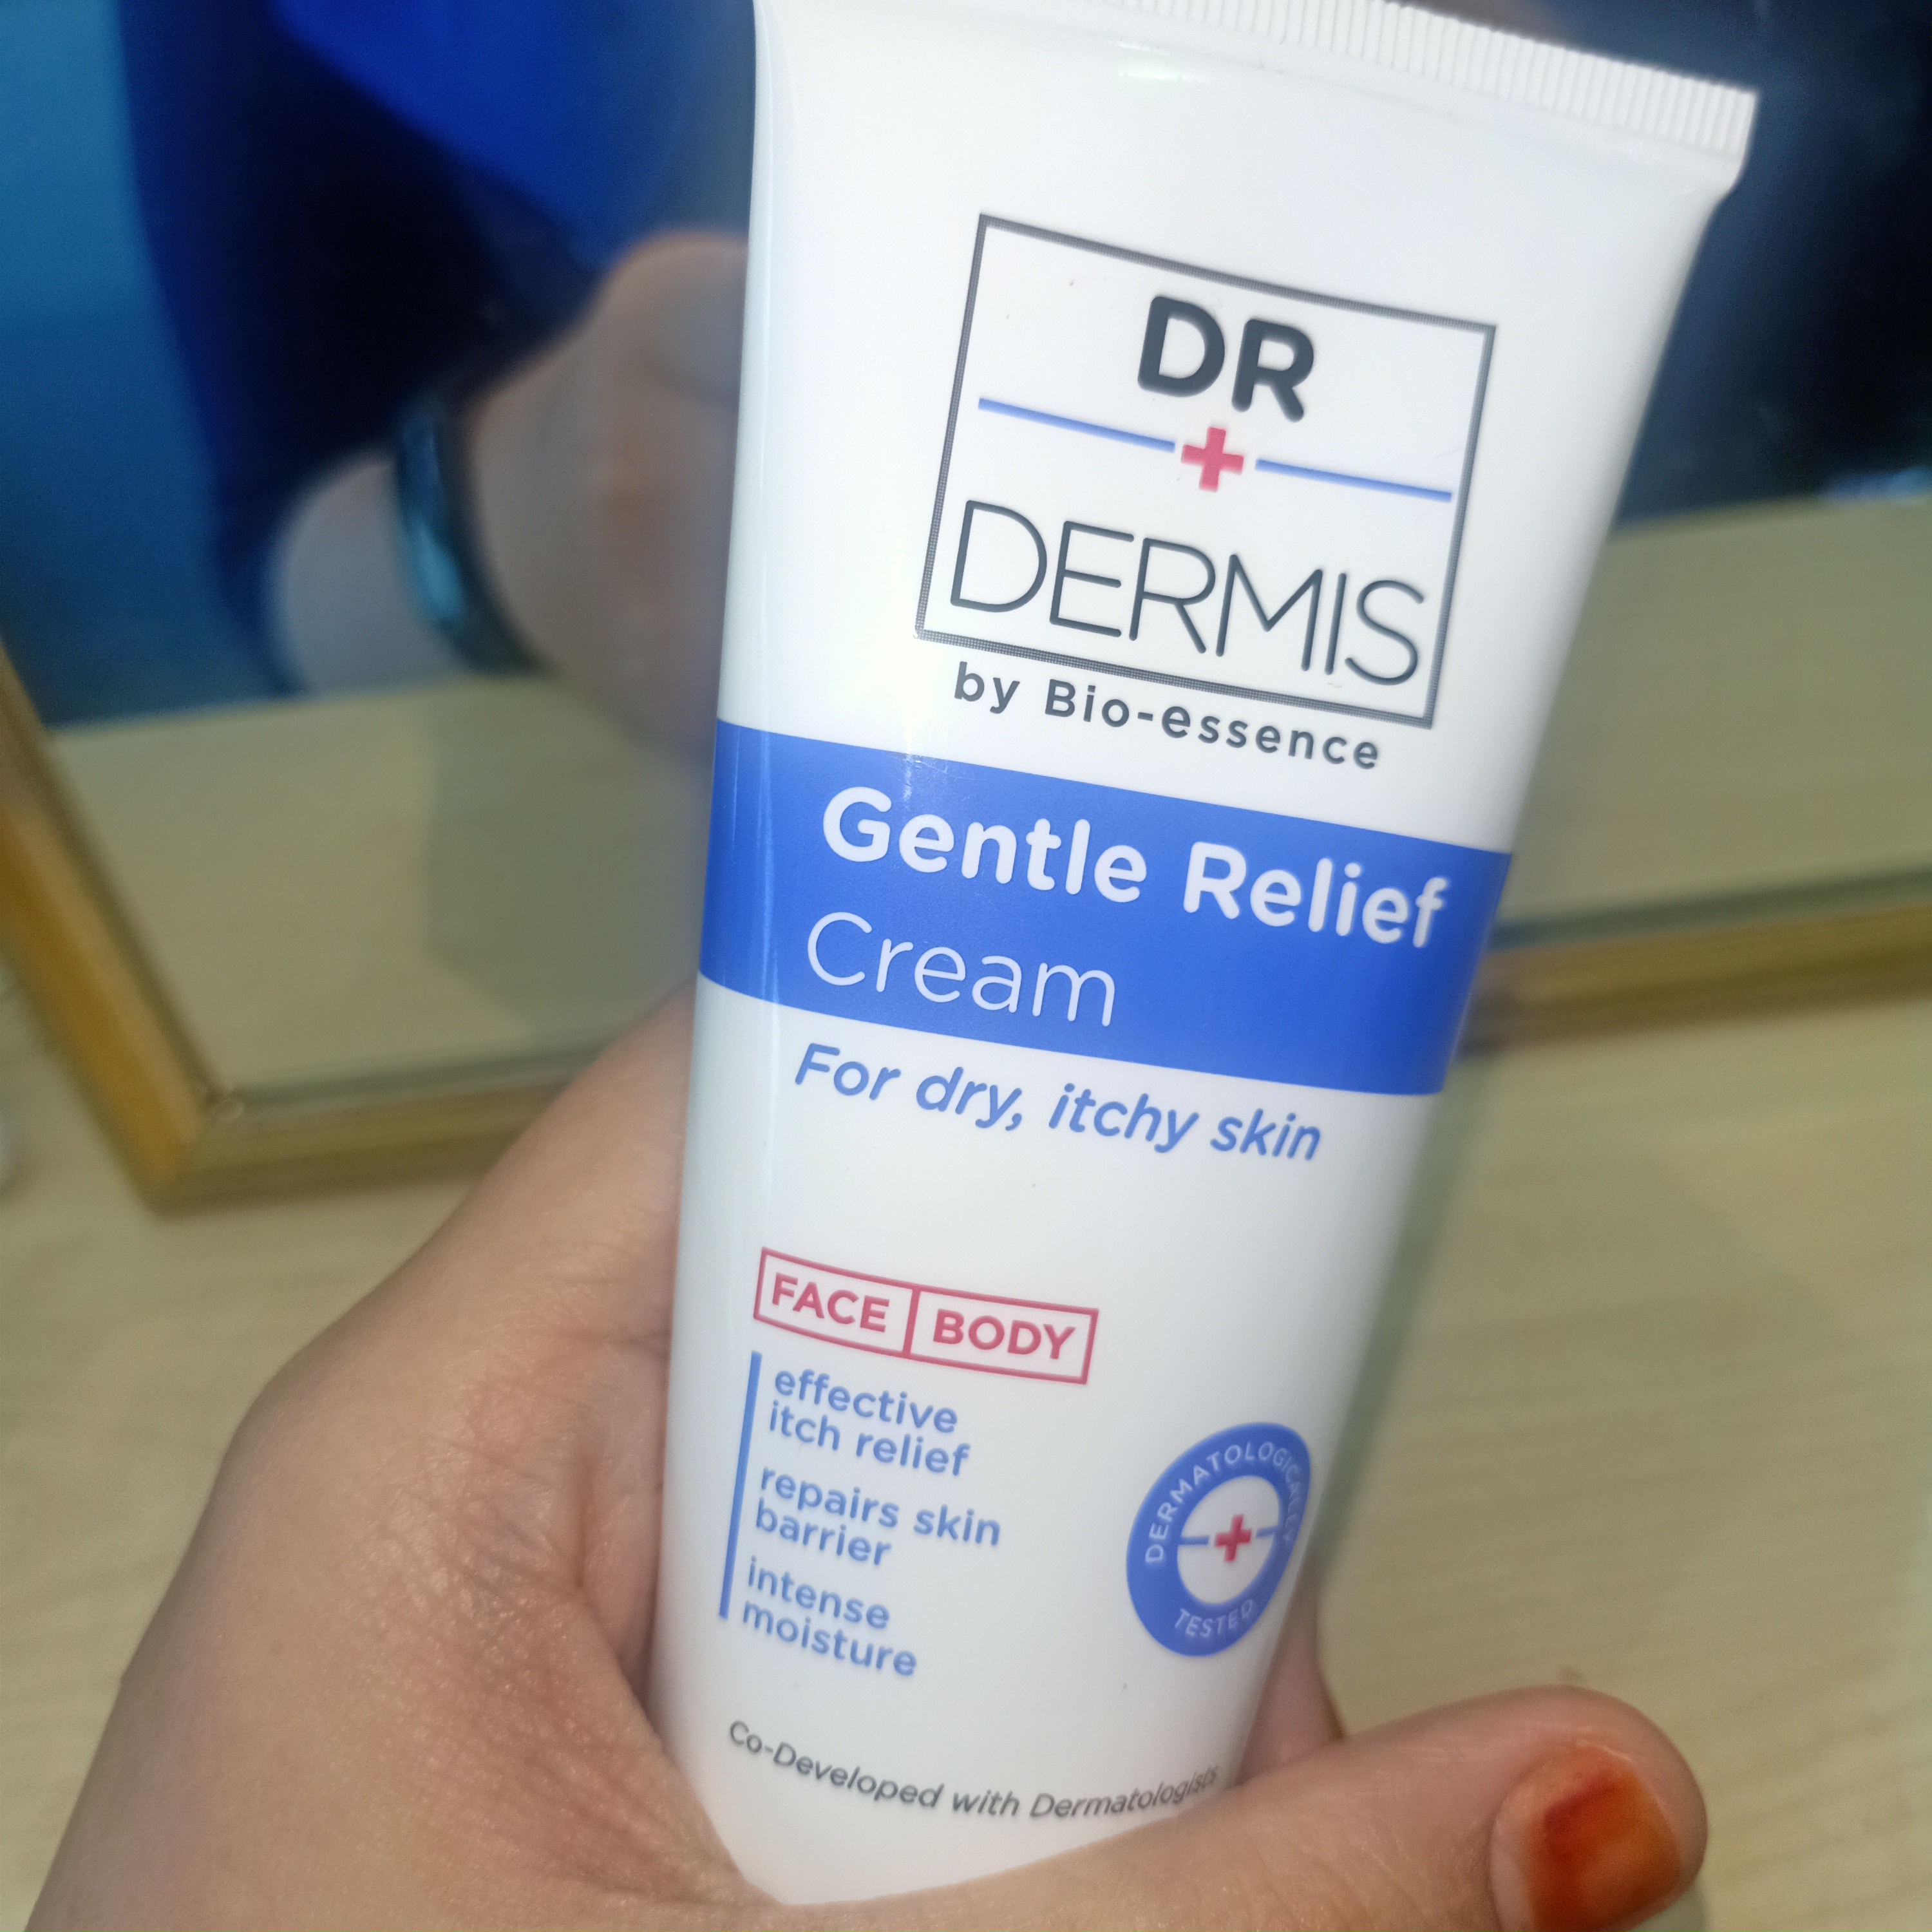 DR
DERMIS
by Bio-essence
Gentle Relief
Cream
For dry, itchy skin
FACE BODY
effective
itch relief
repairs skin
barrier
intense
moisture
DERMATOLOGICALLY
TESTED
Co-Developed with Dermatologists